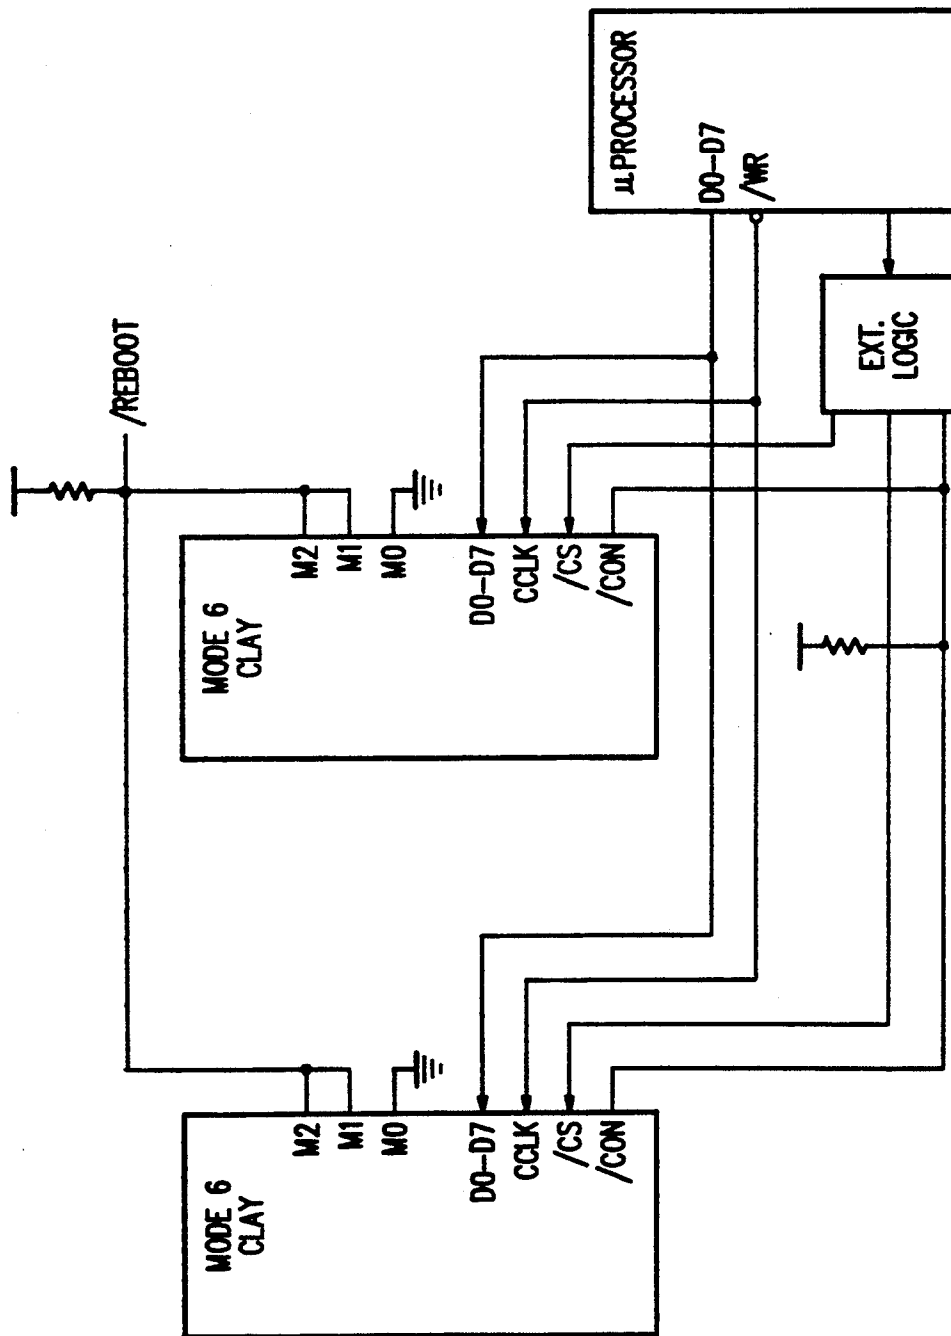 /REBOOT
MODE 6
CLAY
M2
M1
M0
D0-D7
CCLK
/CS
/CON
MODE 6
CLAY
M2
M1
M0
D0-D7
CCLK
/CS
/CON
µPROCESSOR
D0-D7
/WR
EXT.
LOGIC